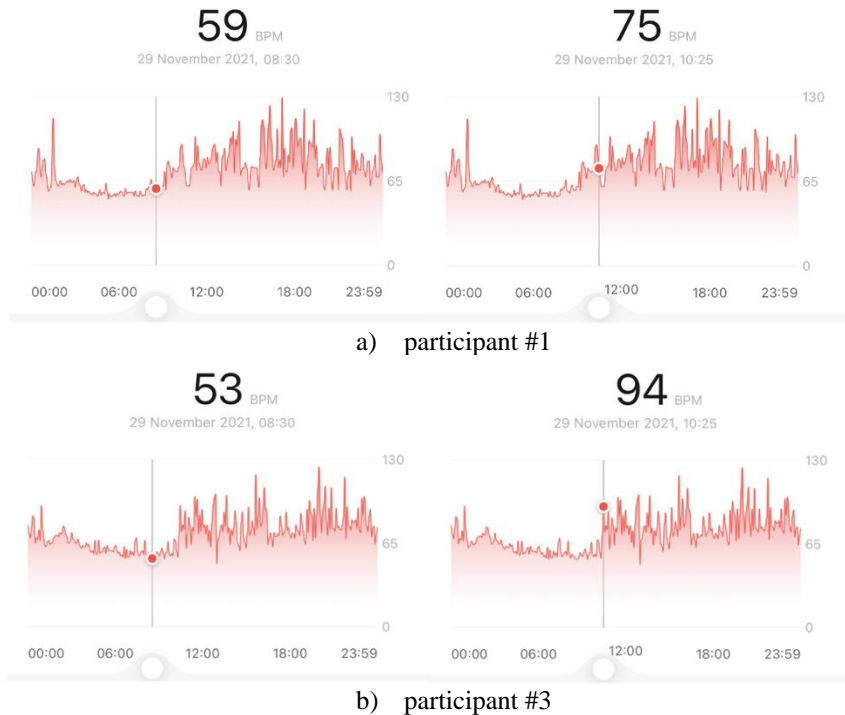 59 BPM
29 November 2021, 08:30
130
65
0
00:00 06:00 12:00 18:00 23:59
75 BPM
29 November 2021, 10:25
130
65
0
00:00 06:00 12:00 18:00 23:59
a) participant #1
53 BPM
29 November 2021, 08:30
130
65
0
00:00 06:00 12:00 18:00 23:59
94 BPM
29 November 2021, 10:25
130
65
0
00:00 06:00 12:00 18:00 23:59
b) participant #3